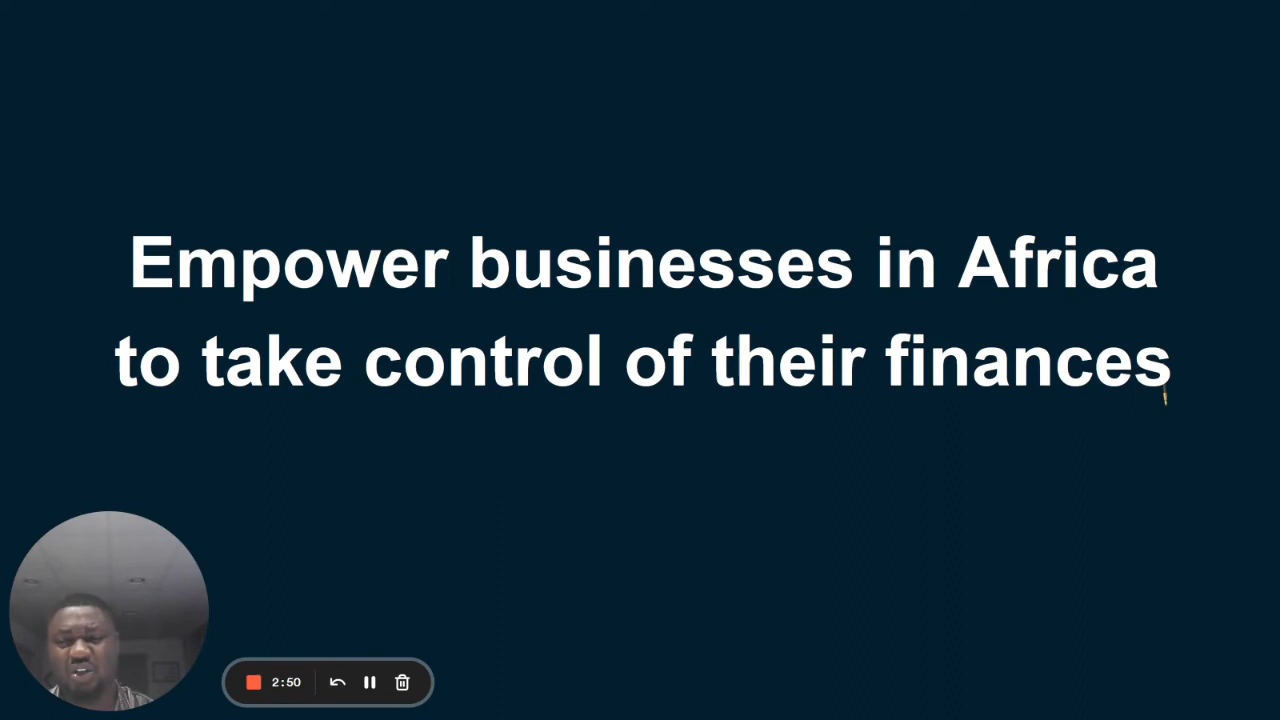 Empower businesses in Africa
to take control of their finances
2:50